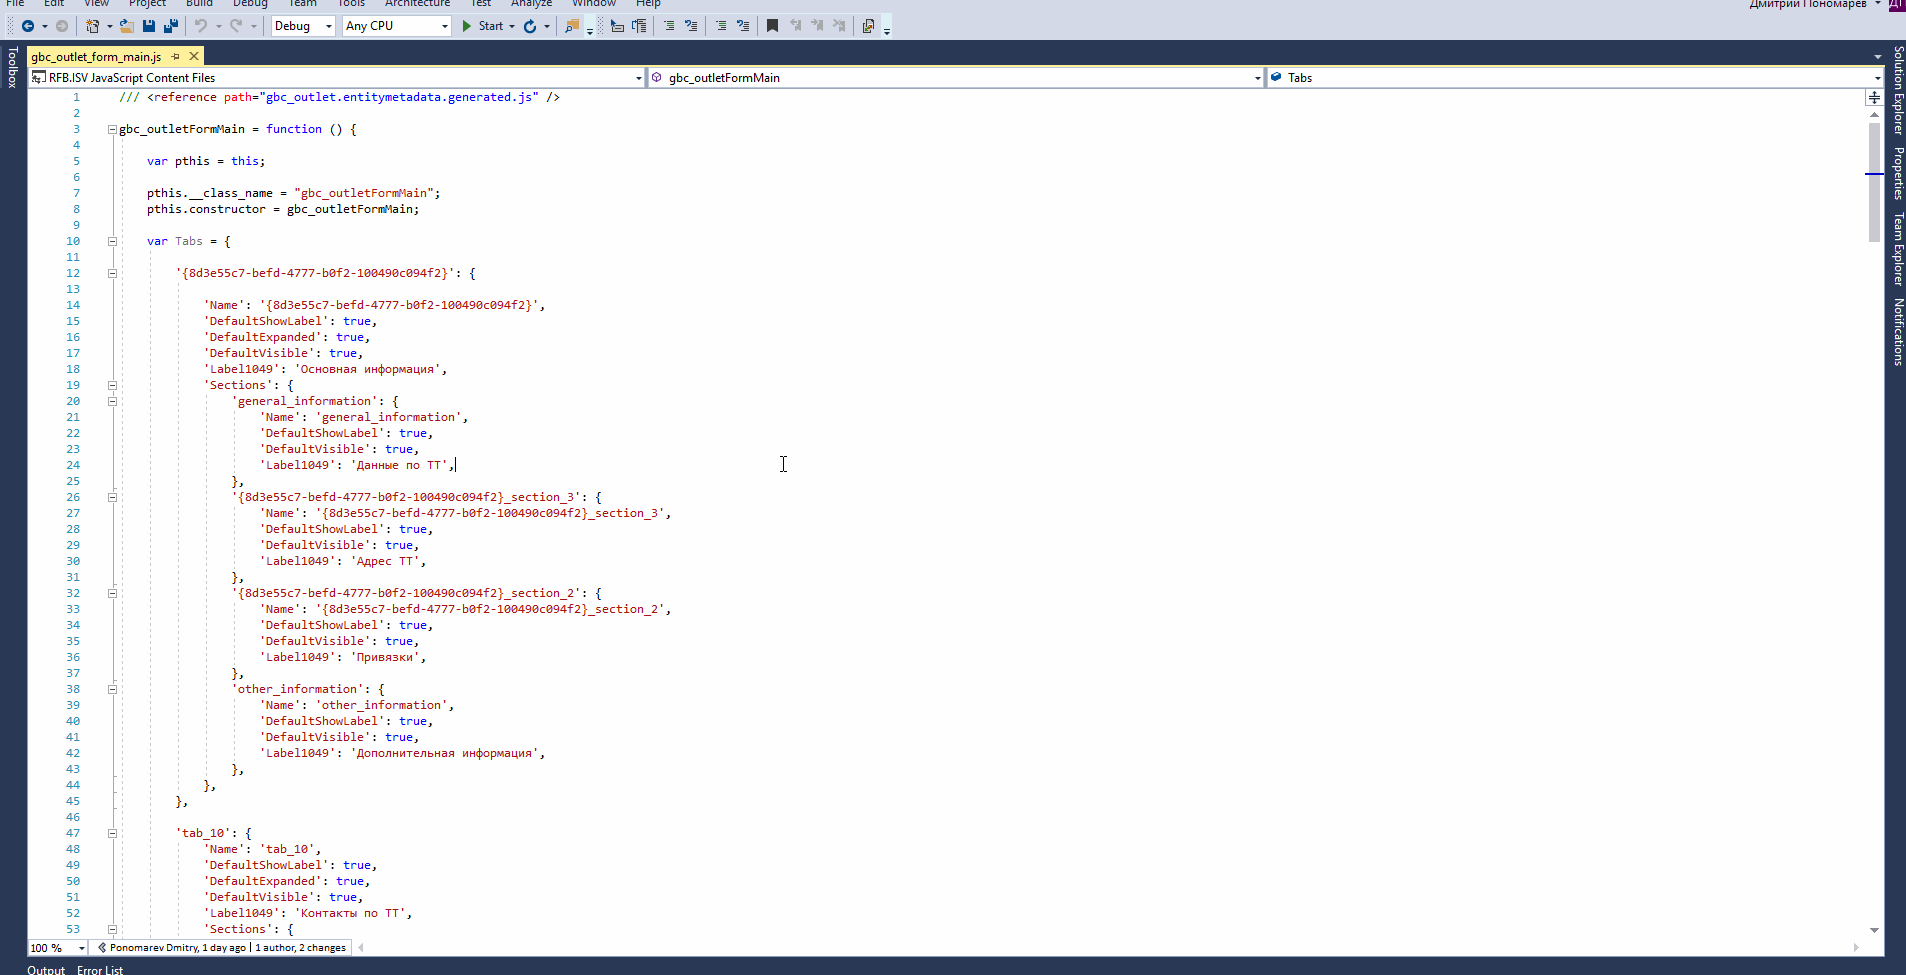 File Edit View Project Build Debug Team Tools Architecture Test Analyze Window Help Дмитрий Пономарев ДП
Debug Any CPU Start
Toolbox
gbc_outlet_form_main.js
RFB.ISV JavaScript Content Files gbc_outletFormMain Tabs
1 /// <reference path="gbc_outlet.entitymetadata.generated.js" />
2
3 gbc_outletFormMain = function () {
4
5 var pthis = this;
6
7 pthis.__class_name = "gbc_outletFormMain";
8 pthis.constructor = gbc_outletFormMain;
9
10 var Tabs = {
11
12 '{8d3e55c7-befd-4777-b0f2-100490c094f2}': {
13
14 'Name': '{8d3e55c7-befd-4777-b0f2-100490c094f2}',
15 'DefaultShowLabel': true,
16 'DefaultExpanded': true,
17 'DefaultVisible': true,
18 'Label1049': 'Основная информация',
19 'Sections': {
20 'general_information': {
21 'Name': 'general_information',
22 'DefaultShowLabel': true,
23 'DefaultVisible': true,
24 'Label1049': 'Данные по ТТ',
25 },
26 '{8d3e55c7-befd-4777-b0f2-100490c094f2}_section_3': {
27 'Name': '{8d3e55c7-befd-4777-b0f2-100490c094f2}_section_3',
28 'DefaultShowLabel': true,
29 'DefaultVisible': true,
30 'Label1049': 'Адрес ТТ',
31 },
32 '{8d3e55c7-befd-4777-b0f2-100490c094f2}_section_2': {
33 'Name': '{8d3e55c7-befd-4777-b0f2-100490c094f2}_section_2',
34 'DefaultShowLabel': true,
35 'DefaultVisible': true,
36 'Label1049': 'Привязки',
37 },
38 'other_information': {
39 'Name': 'other_information',
40 'DefaultShowLabel': true,
41 'DefaultVisible': true,
42 'Label1049': 'Дополнительная информация',
43 },
44 },
45 },
46
47 'tab_10': {
48 'Name': 'tab_10',
49 'DefaultShowLabel': true,
50 'DefaultExpanded': true,
51 'DefaultVisible': true,
52 'Label1049': 'Контакты по ТТ',
53 'Sections': {
100 % Ponomarev Dmitry, 1 day ago | 1 author, 2 changes
Output Error List
Solution Explorer
Properties
Team Explorer
Notifications